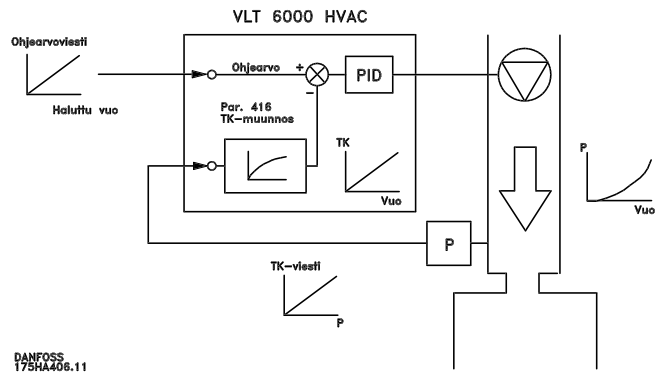 VLT 6000 HVAC
Ohjearvoviesti
Haluttu vuo
Ohjearvo
+
−
PID
Par. 416
TK-muunnos
TK
Vuo
P
Vuo
P
TK-viesti
P
DANFOSS
175HA406.11